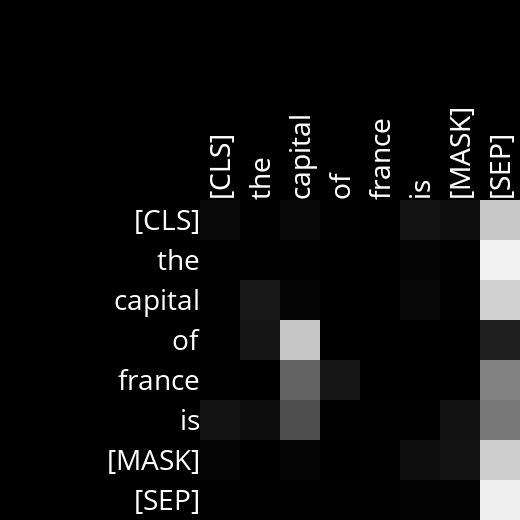 [CLS]
the
capital
of
france
is
[MASK]
[SEP]
[CLS]
the
capital
of
france
is
[MASK]
[SEP]